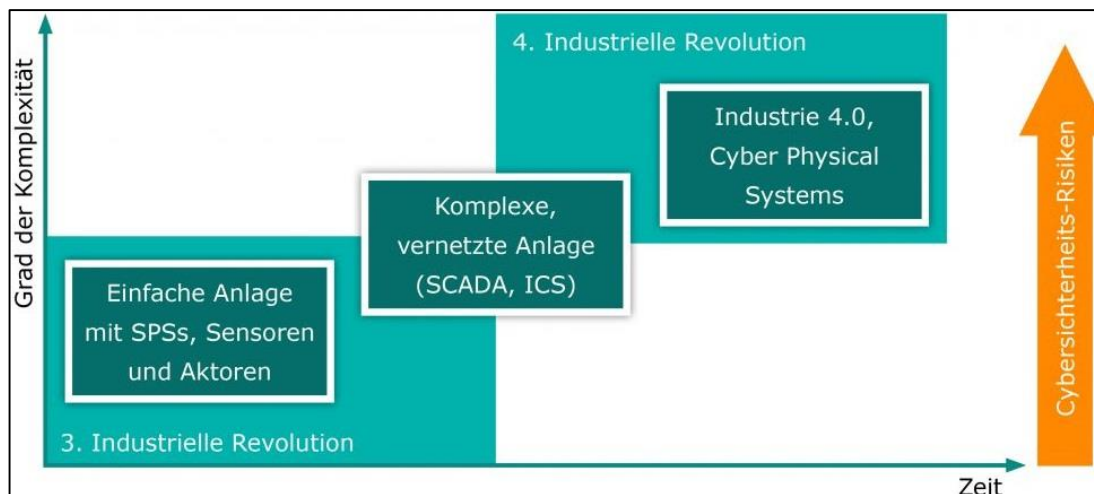 Grad der Komplexität
4. Industrielle Revolution
Industrie 4.0,
Cyber Physical
Systems
Komplexe,
vernetzte Anlage
(SCADA, ICS)
Einfache Anlage
mit SPSs, Sensoren
und Aktoren
3. Industrielle Revolution
Zeit
Cybersichterheits-Risiken